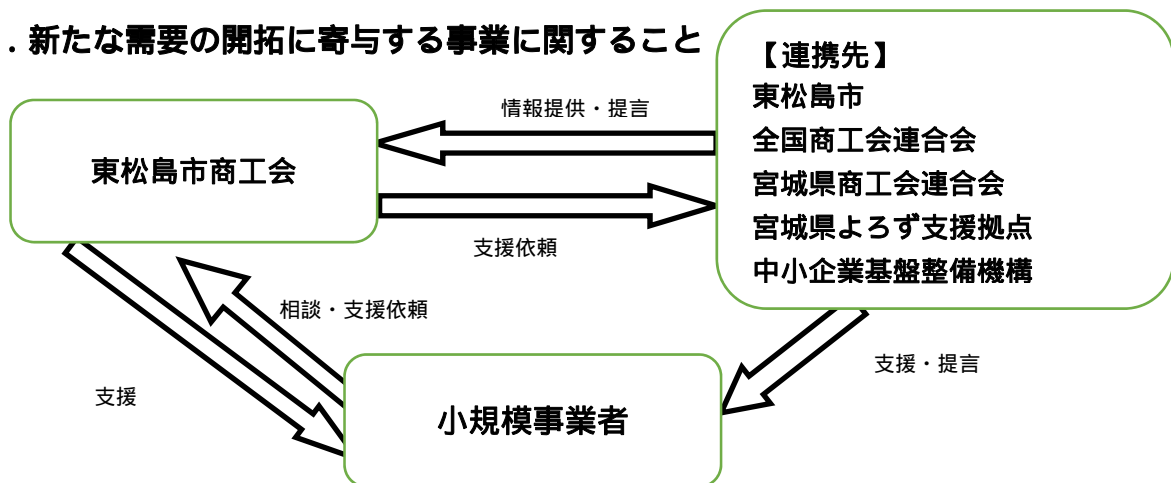 ．新たな需要の開拓に寄与する事業に関すること
【連携先】
東松島市
全国商工会連合会
宮城県商工会連合会
宮城県よろず支援拠点
中小企業基盤整備機構
情報提供・提言
東松島市商工会
支援依頼
相談・支援依頼
支援・提言
支援
小規模事業者